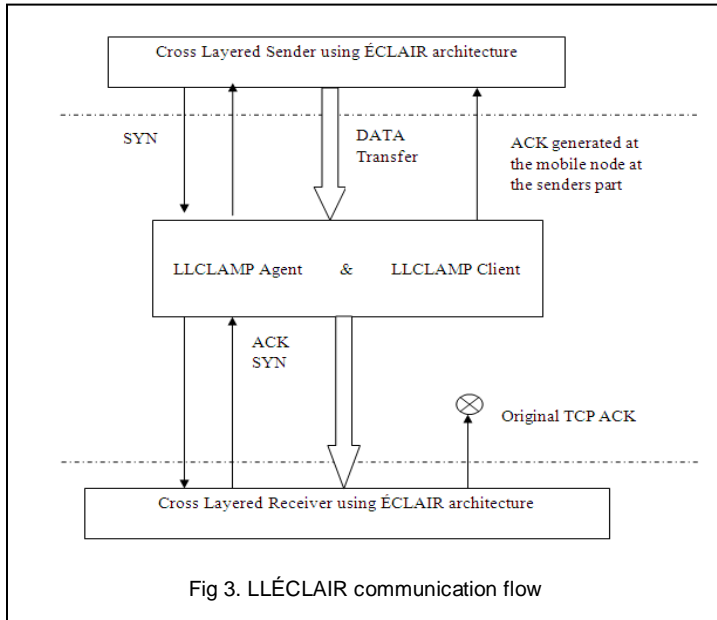 Cross Layered Sender using ÉCLAIR architecture
SYN
DATA
Transfer
ACK generated at
the mobile node at
the senders part
LLCLAMP Agent & LLCLAMP Client
ACK
SYN
Original TCP ACK
Cross Layered Receiver using ÉCLAIR architecture
Fig 3. LLÉCLAIR communication flow